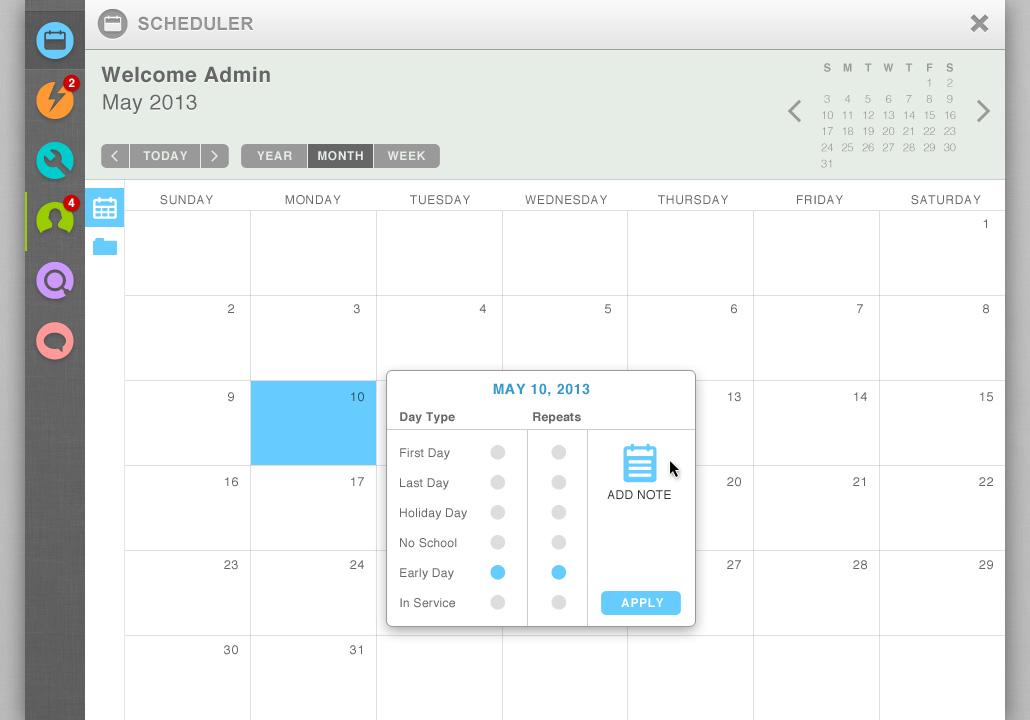 SCHEDULER
2
4
Welcome Admin
May 2013
TODAY
YEAR MONTH WEEK
S M T W T F S
1 2
3 4 5 6 7 8 9
10 11 12 13 14 15 16
17 18 19 20 21 22 23
24 25 26 27 28 29 30
31
SUNDAY MONDAY TUESDAY WEDNESDAY THURSDAY FRIDAY SATURDAY
1
2 3 4 5 6 7 8
9 10 13 14 15
16 17 20 21 22
23 24 27 28 29
30 31
MAY 10, 2013
Day Type Repeats
First Day
Last Day
Holiday Day
No School
Early Day
In Service
ADD NOTE
APPLY